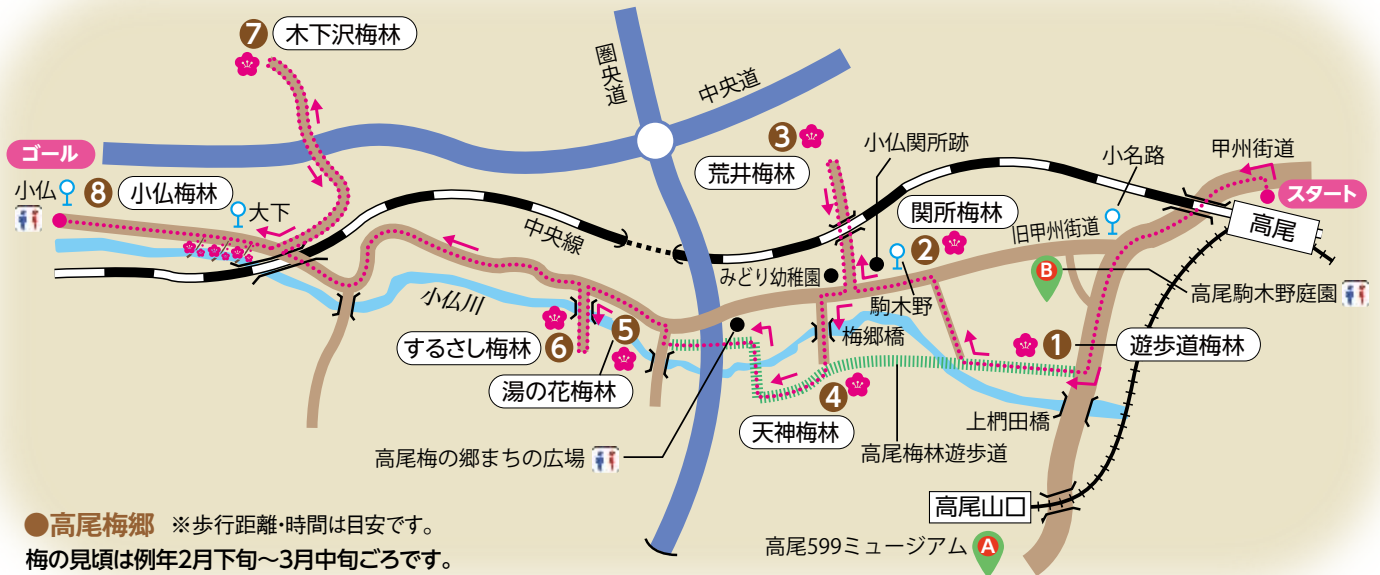 7 木下沢梅林
圏央道
中央道
ゴール
小仏
8 小仏梅林
大下
3
荒井梅林
小仏関所跡
小名路
甲州街道
スタート
高尾
関所梅林
2
旧甲州街道
中央線
みどり幼稚園
駒木野
B
高尾駒木野庭園
小仏川
梅郷橋
するさし梅林 6
5
湯の花梅林
1 遊歩道梅林
4
天神梅林
上椚田橋
高尾梅の郷まちの広場
高尾梅林遊歩道
高尾山口
高尾599ミュージアム A
●高尾梅郷 ※歩行距離・時間は目安です。
梅の見頃は例年2月下旬～3月中旬ごろです。